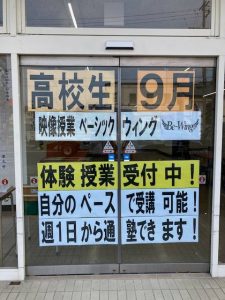 高校生 9月
映像授業 ベーシック ウィング Be-Wing
体験授業受付中！
自分のペースで受講可能！
週1日から通塾できます！